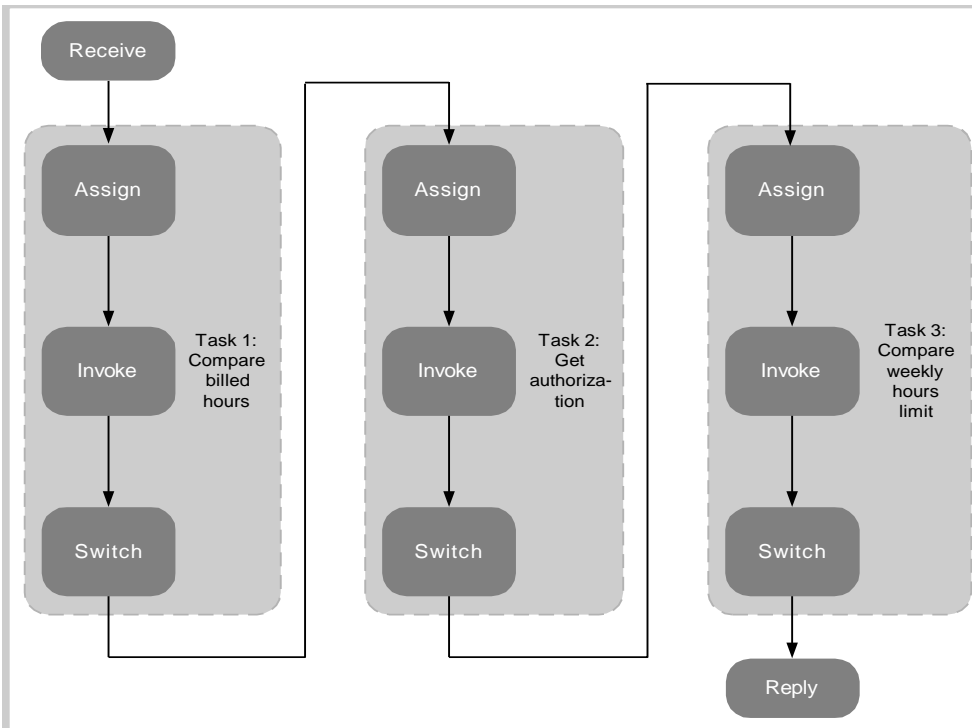 Receive
Assign
Invoke
Task 1:
Compare
billed
hours
Switch
Assign
Invoke
Task 2:
Get
authoriza-
tion
Switch
Assign
Invoke
Task 3:
Compare
weekly
hours
limit
Switch
Reply